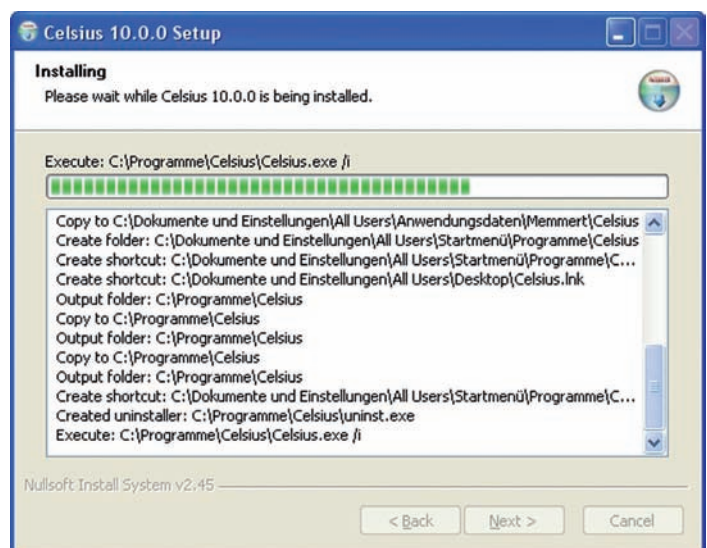 Celsius 10.0.0 Setup
Installing
Please wait while Celsius 10.0.0 is being installed.
Execute: C:\Programme\Celsius\Celsius.exe /i
Copy to C:\Dokumente und Einstellungen\All Users\Anwendungsdaten\Memmert\Celsius
Create folder: C:\Dokumente und Einstellungen\All Users\Startmenü\Programme\Celsius
Create shortcut: C:\Dokumente und Einstellungen\All Users\Startmenü\Programme\C...
Create shortcut: C:\Dokumente und Einstellungen\All Users\Desktop\Celsius.lnk
Output folder: C:\Programme\Celsius
Copy to C:\Programme\Celsius
Output folder: C:\Programme\Celsius
Copy to C:\Programme\Celsius
Output folder: C:\Programme\Celsius
Create shortcut: C:\Dokumente und Einstellungen\All Users\Startmenü\Programme\C...
Created uninstaller: C:\Programme\Celsius\uninst.exe
Execute: C:\Programme\Celsius\Celsius.exe /i
Nullsoft Install System v2.45
< Back Next > Cancel